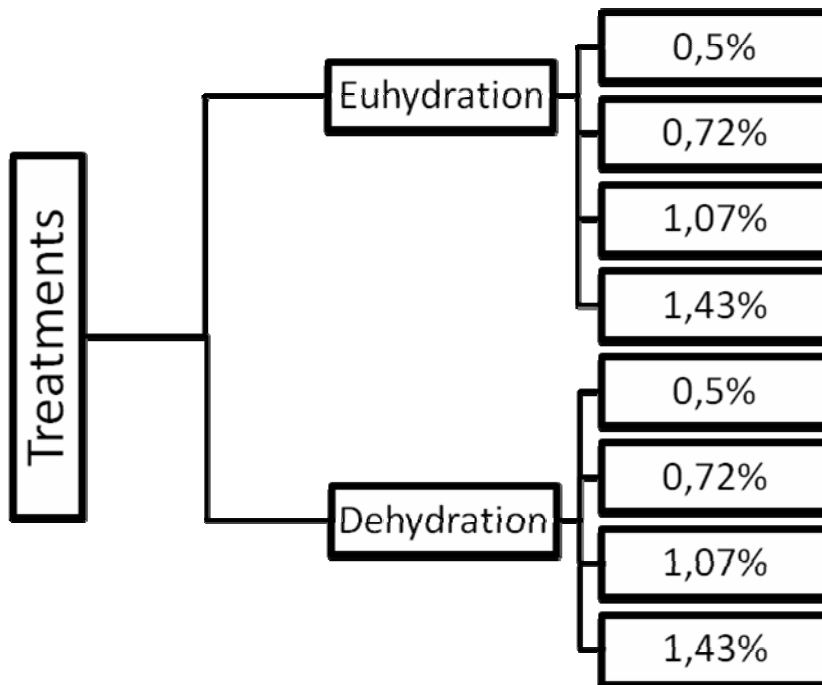 Treatments
Euhydration
0,5%
0,72%
1,07%
1,43%
Dehydration
0,5%
0,72%
1,07%
1,43%